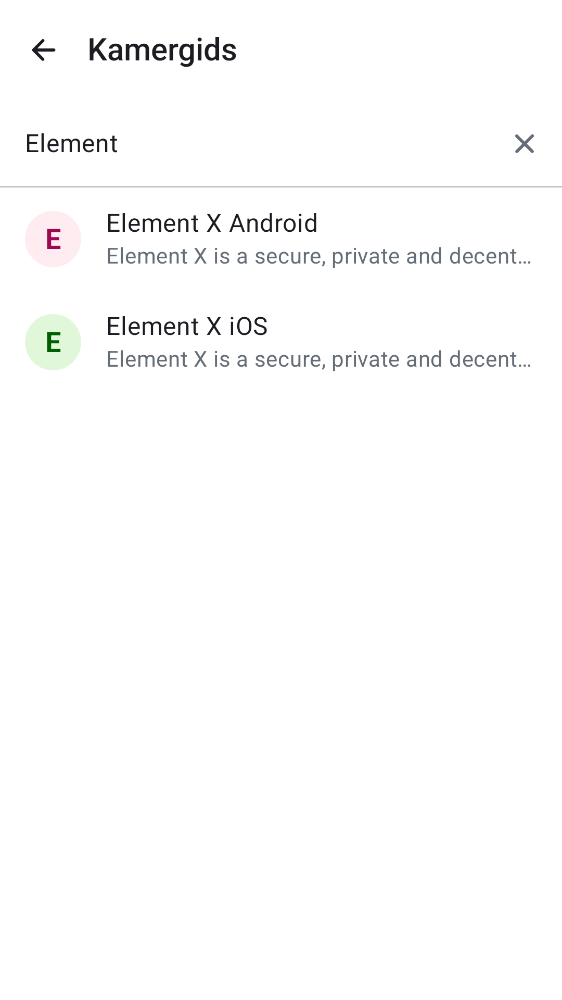 Kamergids
Element
E
Element X Android
Element X is a secure, private and decent...
E
Element X iOS
Element X is a secure, private and decent...